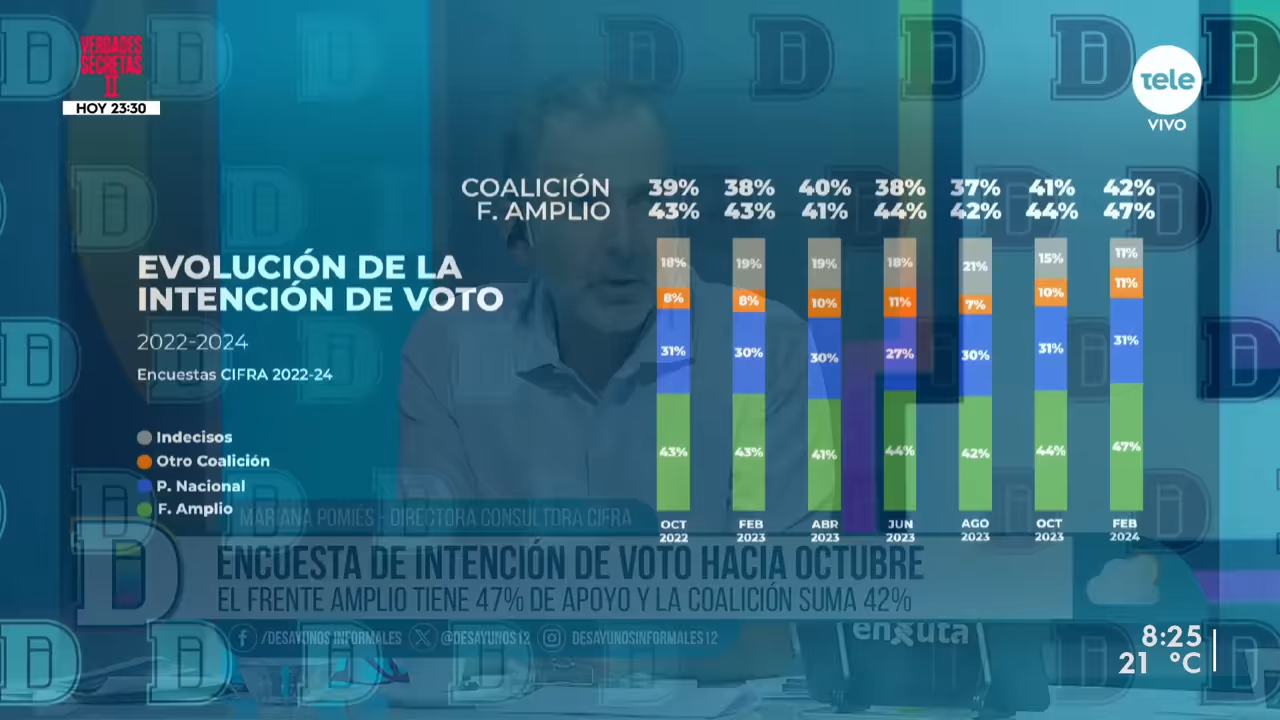 VERDADES
SECRETAS
II
HOY 23:30
tele
VIVO
COALICIÓN 39% 38% 40% 38% 37% 41% 42%
F. AMPLIO 43% 43% 41% 44% 42% 44% 47%
EVOLUCIÓN DE LA
INTENCIÓN DE VOTO
2022-2024
Encuestas CIFRA 2022-24
Indecisos
Otro Coalición
P. Nacional
F. Amplio
18% 19% 19% 18% 21% 15% 11%
8% 8% 10% 11% 7% 10% 11%
31% 30% 30% 27% 30% 31% 31%
43% 43% 41% 44% 42% 44% 47%
OCT FEB ABR JUN AGO OCT FEB
2022 2023 2023 2023 2023 2023 2024
MARIANA POMIÉS - DIRECTORA CONSULTORA CIFRA
ENCUESTA DE INTENCIÓN DE VOTO HACIA OCTUBRE
EL FRENTE AMPLIO TIENE 47% DE APOYO Y LA COALICIÓN SUMA 42%
/DESAYUNOS INFORMALES @DESAYUNOS12 DESAYUNOSINFORMALES12
enxuta
8:25
21 °C